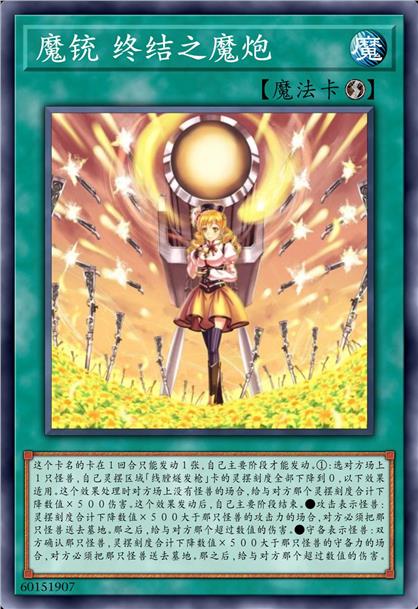 魔铳 终结之魔炮
魔
【魔法卡】
这个卡名的卡在1回合只能发动1张，自己主要阶段才能发动。①：选对方场上
1只怪兽，自己灵摆区域「线膛燧发枪」卡的灵摆刻度全部下降到0，以下效果
适用。这个效果处理时对方场上没有怪兽的场合，给与对方那个灵摆刻度合计下
降数值×500伤害。这个效果发动后，自己主要阶段结束。●攻击表示怪兽：
灵摆刻度合计下降数值×500大于那只怪兽的攻击力的场合，对方必须把那
只怪兽送去墓地。那之后，给与对方那个超过数值的伤害。●守备表示怪兽：双
方确认那只怪兽，灵摆刻度合计下降数值×500大于那只怪兽的守备力的场
合，对方必须把那只怪兽送去墓地。那之后，给与对方那个超过数值的伤害。
60151907